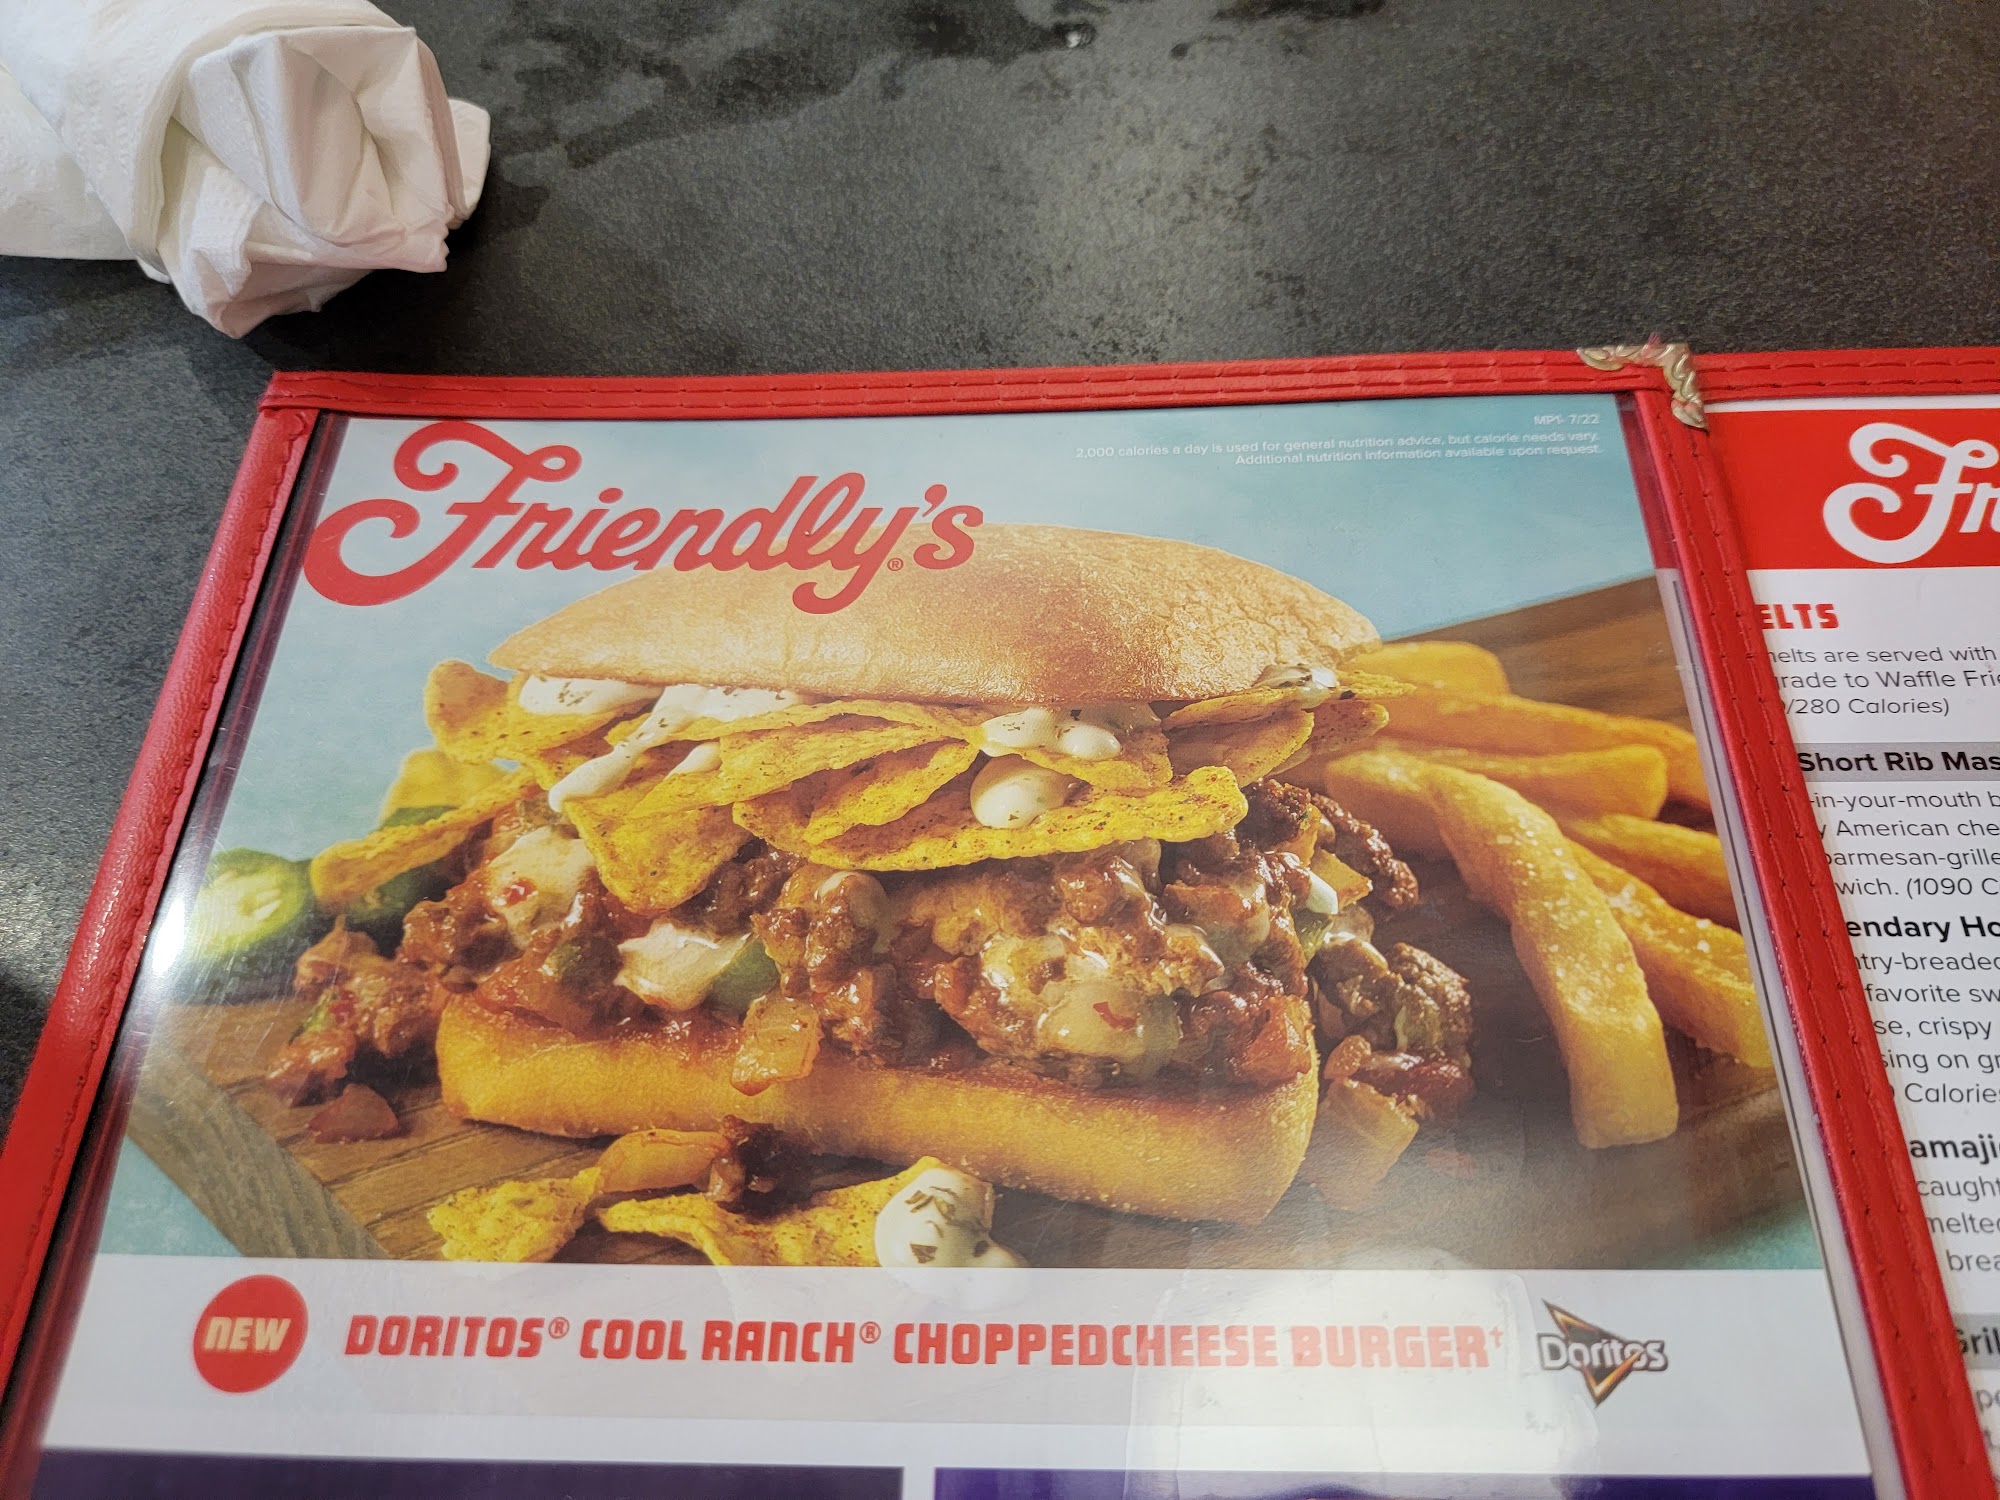 MP1- 7/22
2,000 calories a day is used for general nutrition advice, but calorie needs vary.
Additional nutrition information available upon request.
Friendly's®
NEW
DORITOS® COOL RANCH® CHOPPEDCHEESE BURGER†
Doritos
Fr
ELTS
melts are served with
rade to Waffle Frie
/280 Calories)
Short Rib Mas
-in-your-mouth b
y American che
parmesan-grille
wich. (1090 C
endary Ho
ntry-breaded
favorite sw
se, crispy
sing on gr
Calories
amaji
caught
melted
brea
Gril